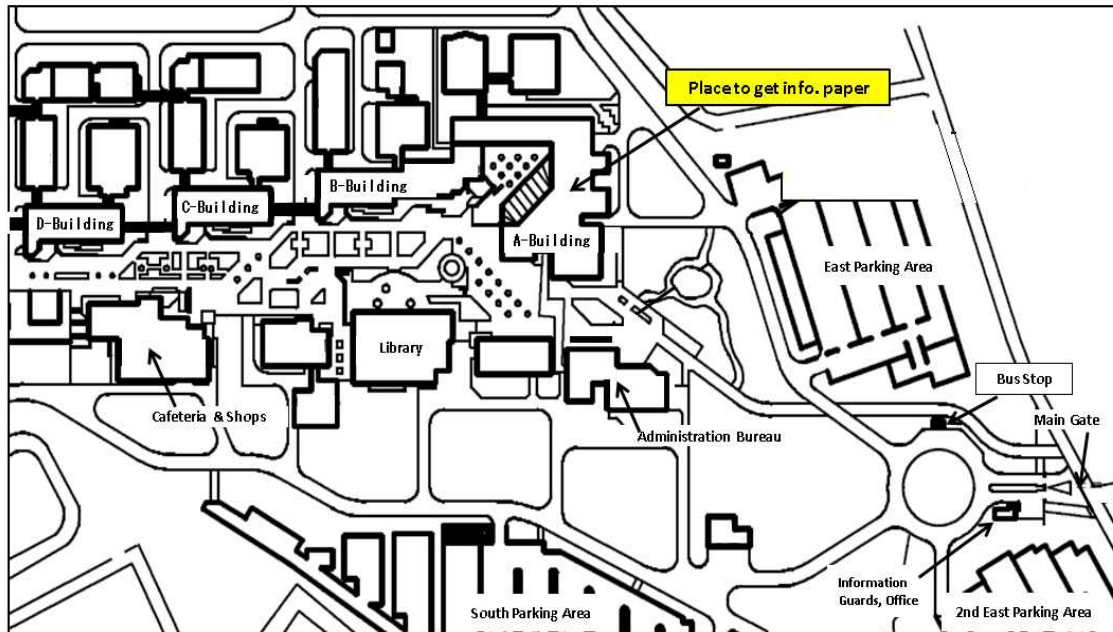 Place to get info. paper
B-Building
C-Building
D-Building
A-Building
East Parking Area
Library
Bus Stop
Cafeteria & Shops
Main Gate
Administration Bureau
Information
Guards, Office
South Parking Area
2nd East Parking Area